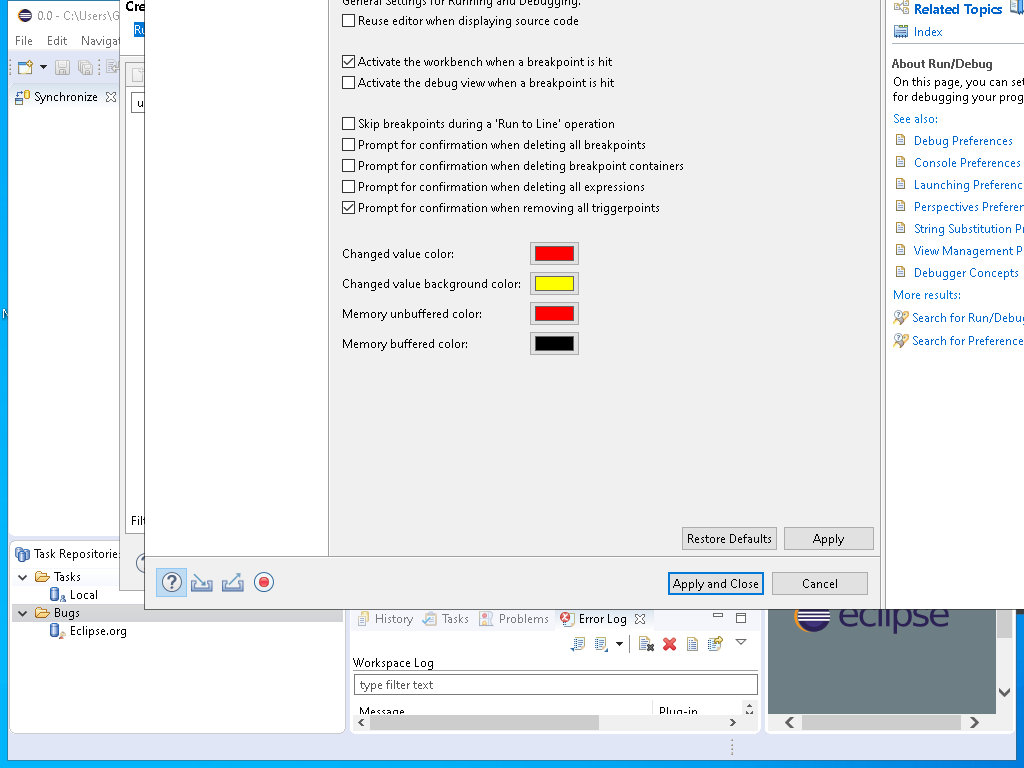 0.0 - C:\Users\G
File Edit Navigat
Synchronize
Cre
Ru
u
Filt
General Settings for Running and Debugging.
Reuse editor when displaying source code
Activate the workbench when a breakpoint is hit
Activate the debug view when a breakpoint is hit
Skip breakpoints during a 'Run to Line' operation
Prompt for confirmation when deleting all breakpoints
Prompt for confirmation when deleting breakpoint containers
Prompt for confirmation when deleting all expressions
Prompt for confirmation when removing all triggerpoints
Changed value color:
Changed value background color:
Memory unbuffered color:
Memory buffered color:
Restore Defaults Apply
Apply and Close Cancel
Related Topics
Index
About Run/Debug
On this page, you can set
for debugging your prog
See also:
Debug Preferences
Console Preferences
Launching Preferenc
Perspectives Preferer
String Substitution Pr
View Management P
Debugger Concepts
More results:
Search for Run/Debug
Search for Preference
Task Repositorie
Tasks
Local
Bugs
Eclipse.org
History Tasks Problems Error Log
Workspace Log
type filter text
Message Plug-in
eclipse